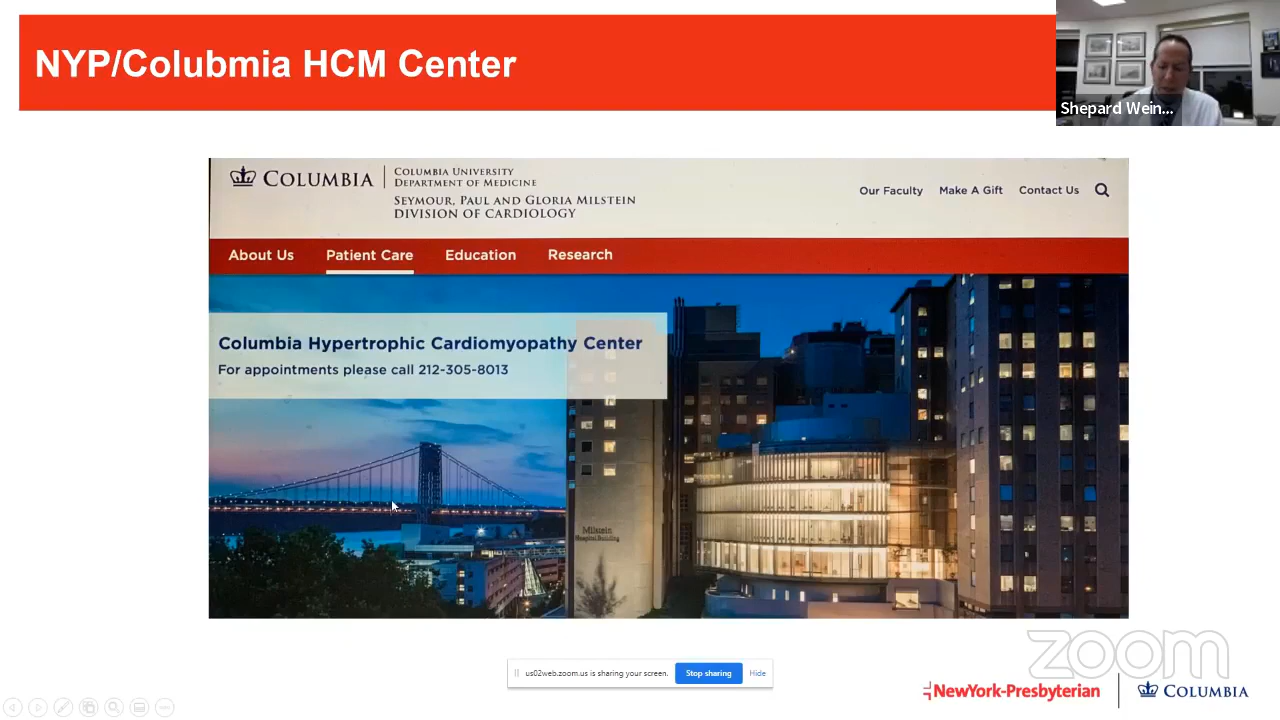 NYP/Colubmia HCM Center
Shepard Wein...
COLUMBIA
COLUMBIA UNIVERSITY
DEPARTMENT OF MEDICINE
SEYMOUR, PAUL AND GLORIA MILSTEIN
DIVISION OF CARDIOLOGY
Our Faculty Make A Gift Contact Us
About Us Patient Care Education Research
Columbia Hypertrophic Cardiomyopathy Center
For appointments please call 212-305-8013
Milstein
Hospital Building
zoom
us02web.zoom.us is sharing your screen. Stop sharing Hide
NewYork-Presbyterian COLUMBIA